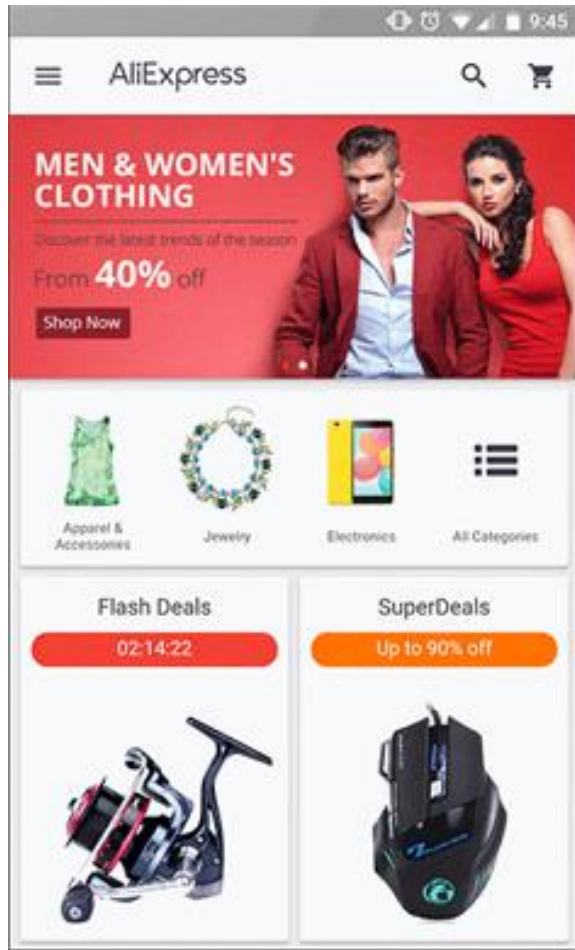 9:45
AliExpress
MEN & WOMEN'S
CLOTHING
Discover the latest trends of the season
From 40% off
Shop Now
Apparel &
Accessories
Jewelry
Electronics
All Categories
Flash Deals
SuperDeals
02:14:22
Up to 90% off